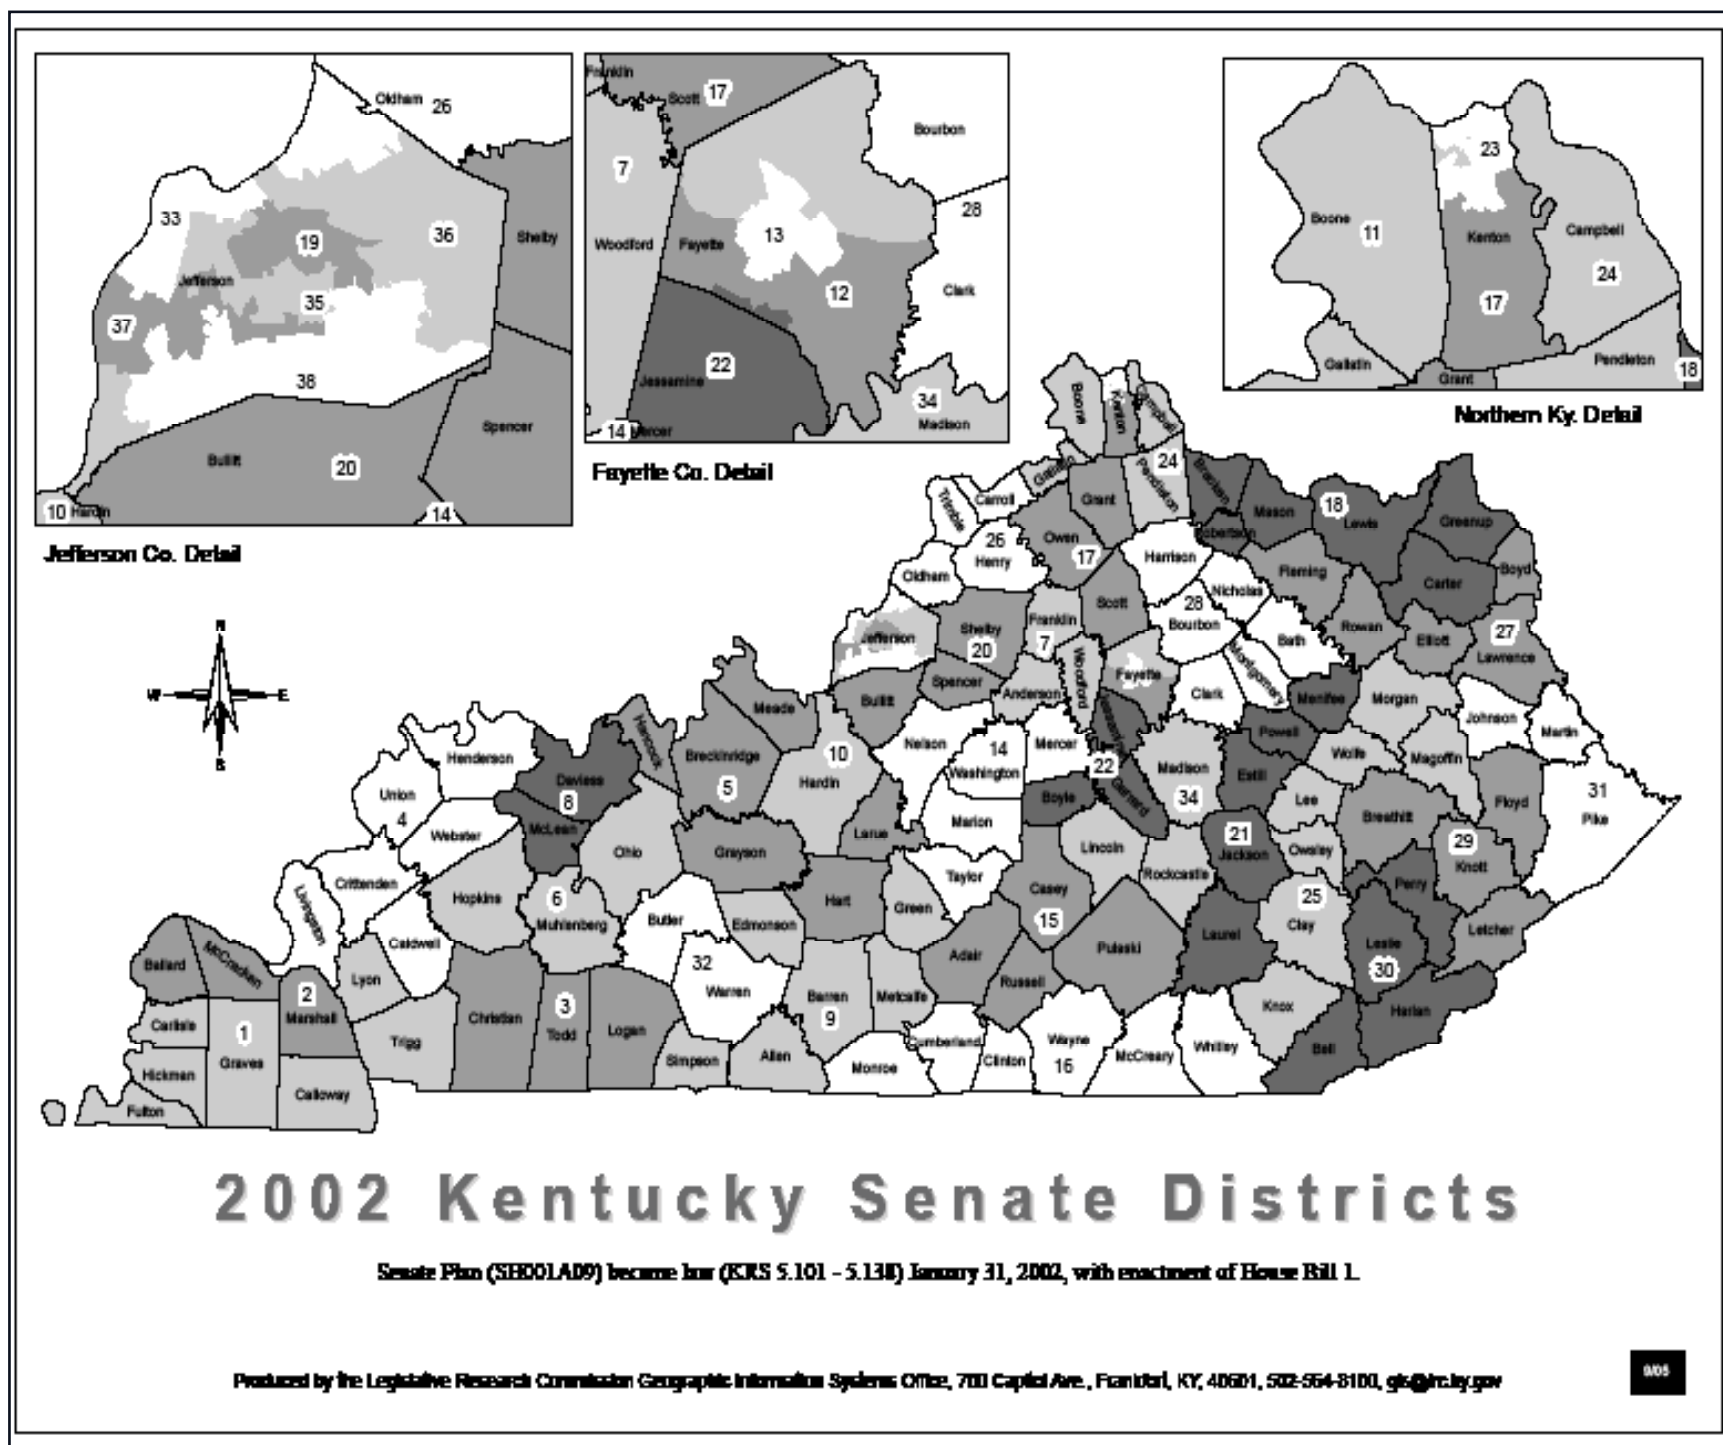 Oldham 26
33
19
36
Shelby
Jefferson
35
37
38
Spencer
Bullitt
20
10 Hardin
14
Jefferson Co. Detail
Franklin
Scott 17
Bourbon
7
28
Woodford
Fayette
13
12
Clark
22
Jessamine
34
Madison
14 Mercer
Fayette Co. Detail
23
Boone
11
Kenton
Campbell
24
17
Gallatin
Grant
Pendleton
18
Northern Ky. Detail
N
W
E
S
Boone
Kenton
Campbell
24
Gallatin
Pendleton
Bracken
Carroll
Trimble
Grant
Mason
18
Lewis
Greenup
Robertson
Owen
17
26
Henry
Harrison
Oldham
Fleming
Carter
Boyd
Nicholas
Scott
28
Bourbon
Franklin
7
Shelby
20
Jefferson
Bath
Rowan
Elliott
27
Lawrence
Montgomery
Woodford
Fayette
Spencer
Anderson
Clark
Menifee
Morgan
Bullitt
Meade
Jessamine
Johnson
Martin
Powell
Hancock
Nelson
14
Washington
Mercer
Henderson
Breckinridge
5
10
Hardin
Wolfe
Magoffin
22
Madison
34
Estill
Daviess
8
Union
4
Boyle
Garrard
Lee
Floyd
31
Pike
Breathitt
Webster
McLean
Larue
Marion
21
Jackson
29
Knott
Ohio
Grayson
Lincoln
Owsley
Rockcastle
Taylor
Crittenden
Perry
Casey
15
Hopkins
6
Muhlenberg
Hart
Green
25
Clay
Livingston
Butler
Edmonson
Letcher
Laurel
Leslie
30
Caldwell
Pulaski
Adair
Ballard
McCracken
32
Warren
Lyon
Russell
Barren
9
Metcalfe
2
Marshall
Knox
Harlan
3
Todd
Christian
Logan
Carlisle
1
Graves
Trigg
Wayne
16
Cumberland
Clinton
McCreary
Whitley
Bell
Simpson
Allen
Monroe
Hickman
Calloway
Fulton
2002 Kentucky Senate Districts
Senate Plan (SH001A09) became law (KRS 5.101 - 5.138) January 31, 2002, with enactment of House Bill 1.
Produced by the Legislative Research Commission Geographic Information Systems Office, 700 Capitol Ave., Frankfort, KY, 40601, 502-564-8100, gis@lrc.ky.gov
9/05